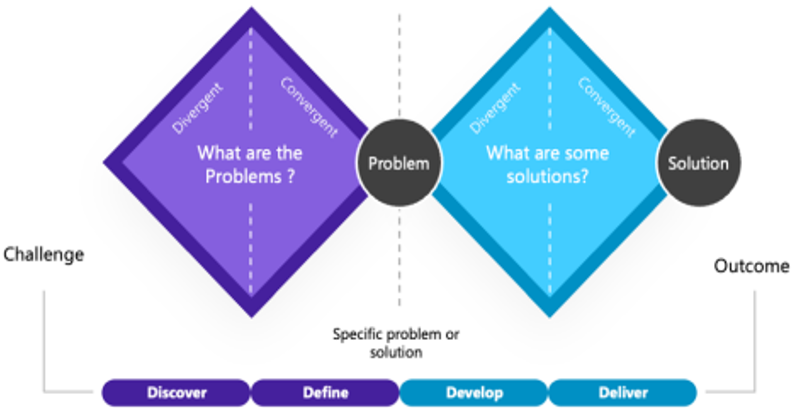 Divergent
Convergent
What are the
Problems ?
Problem
Divergent
Convergent
What are some
solutions?
Solution
Challenge
Outcome
Specific problem or
solution
Discover
Define
Develop
Deliver